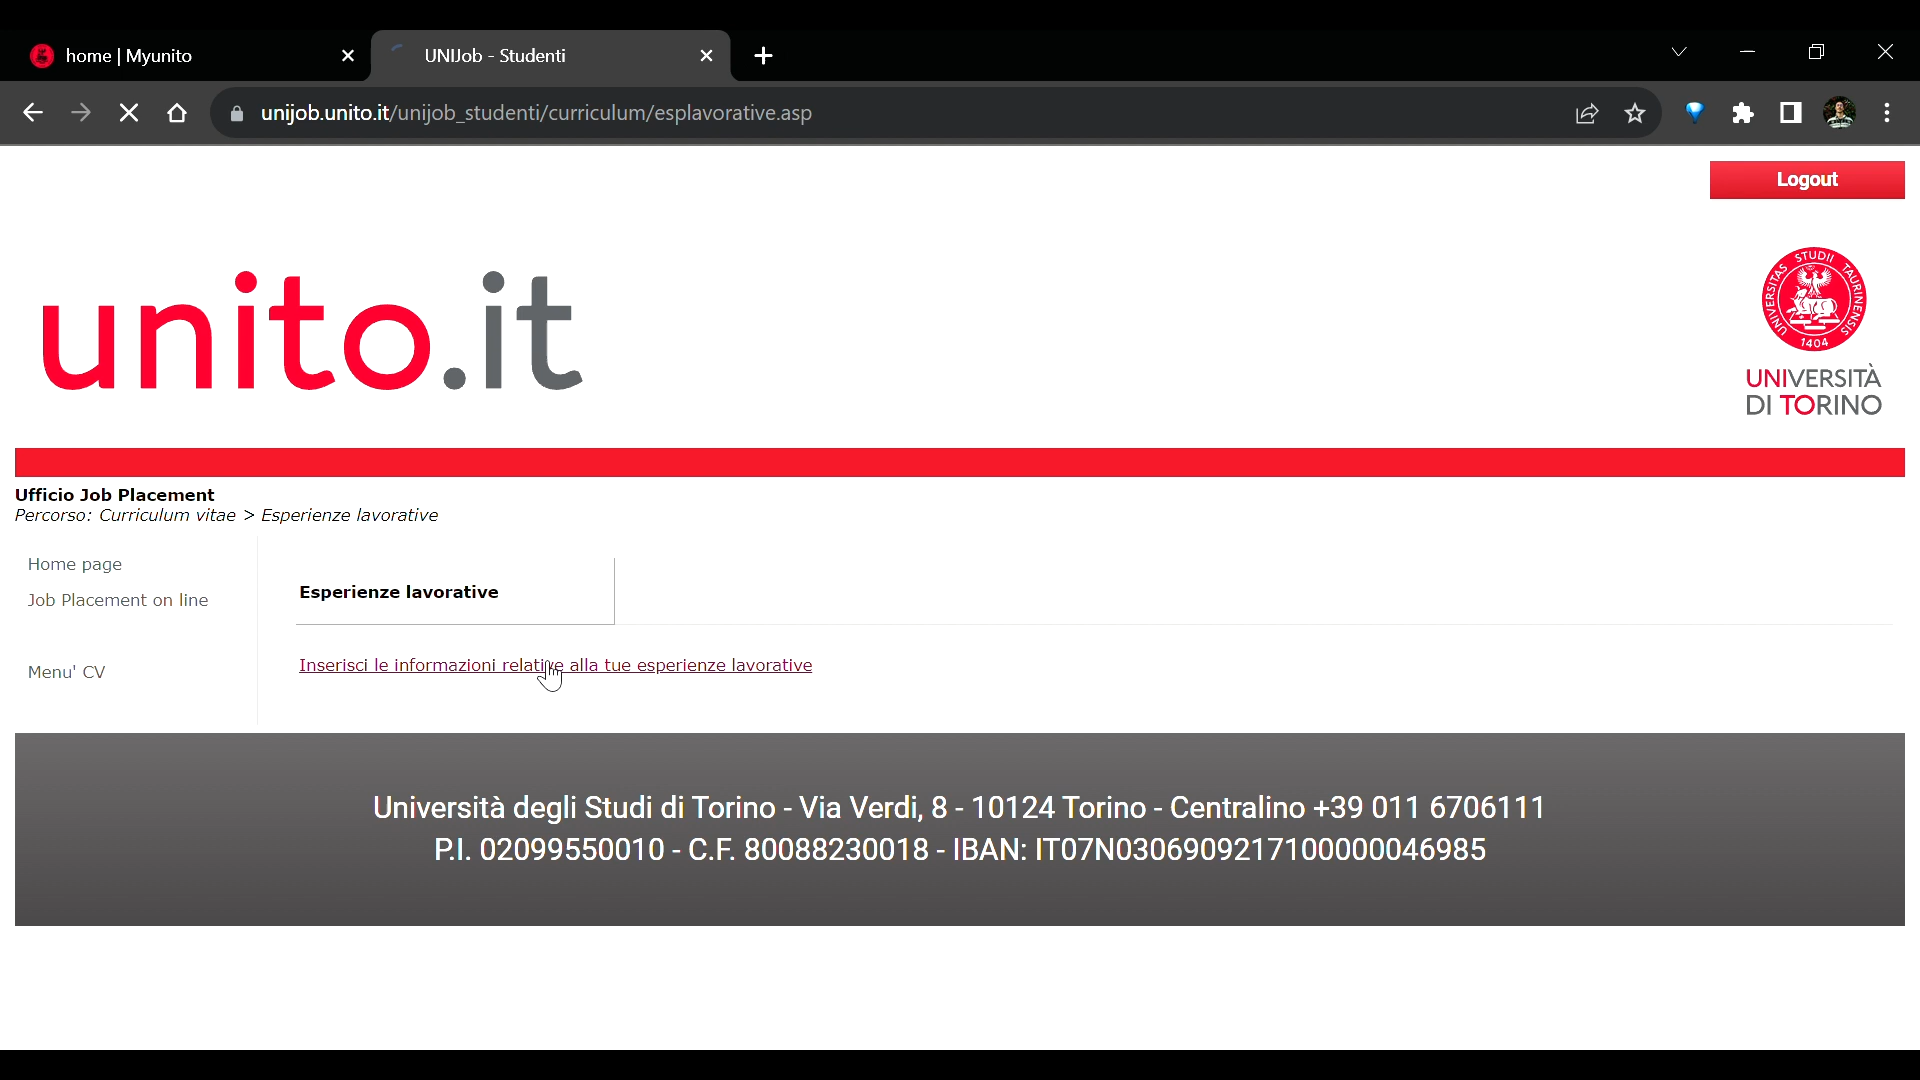 home | Myunito
UNIJob - Studenti
unijob.unito.it/unijob_studenti/curriculum/esplavorative.asp
Logout
unito.it
UNIVERSITAS STUDII TAURINENSIS
1404
UNIVERSITÀ
DI TORINO
Ufficio Job Placement
Percorso: Curriculum vitae > Esperienze lavorative
Home page
Job Placement on line
Menu' CV
Esperienze lavorative
Inserisci le informazioni relative alla tue esperienze lavorative
Università degli Studi di Torino - Via Verdi, 8 - 10124 Torino - Centralino +39 011 6706111
P.I. 02099550010 - C.F. 80088230018 - IBAN: IT07N0306909217100000046985